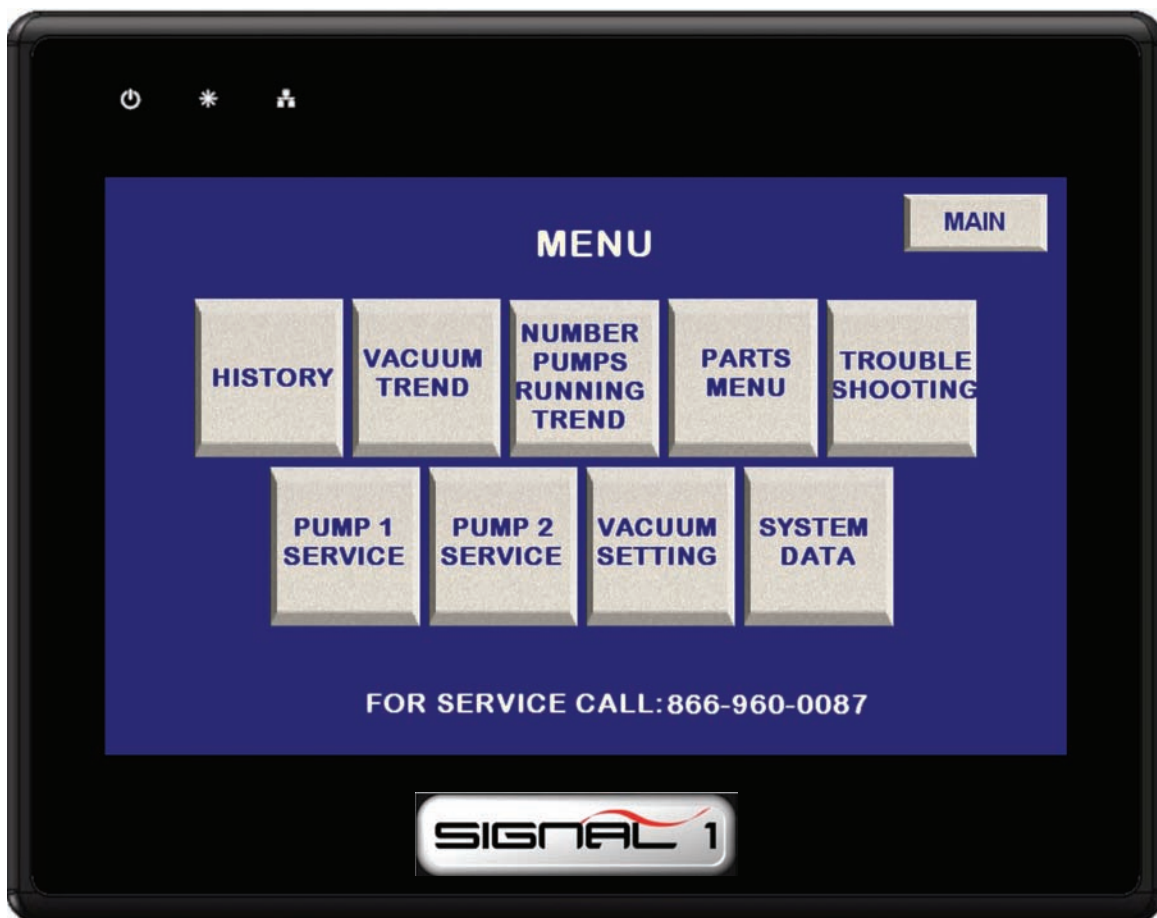 MENU
MAIN
HISTORY
VACUUM
TREND
NUMBER
PUMPS
RUNNING
TREND
PARTS
MENU
TROUBLE
SHOOTING
PUMP 1
SERVICE
PUMP 2
SERVICE
VACUUM
SETTING
SYSTEM
DATA
FOR SERVICE CALL:866-960-0087
SIGNAL 1